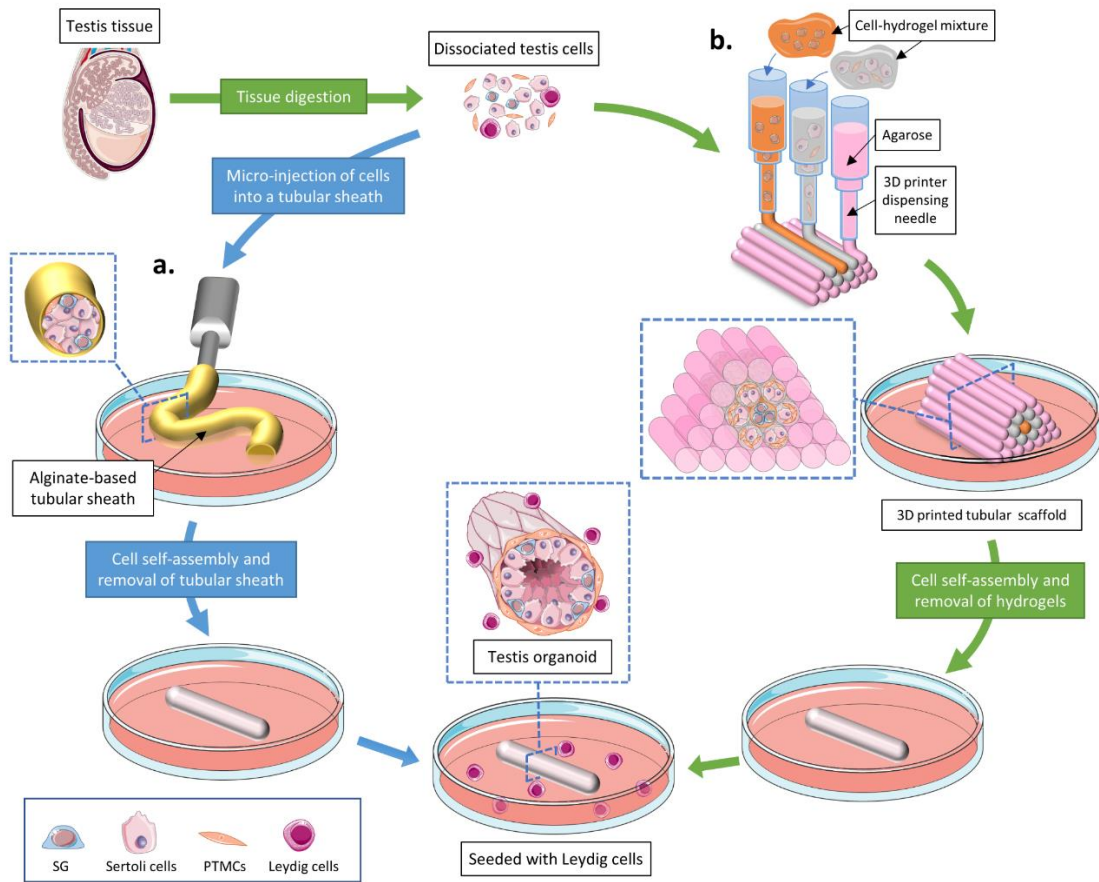 Testis tissue
Tissue digestion
Dissociated testis cells
b.
Cell-hydrogel mixture
Agarose
3D printer
dispensing
needle
Micro-injection of cells
into a tubular sheath
a.
Alginate-based
tubular sheath
3D printed tubular scaffold
Cell self-assembly and
removal of tubular sheath
Cell self-assembly and
removal of hydrogels
Testis organoid
Seeded with Leydig cells
SG
Sertoli cells
PTMCs
Leydig cells